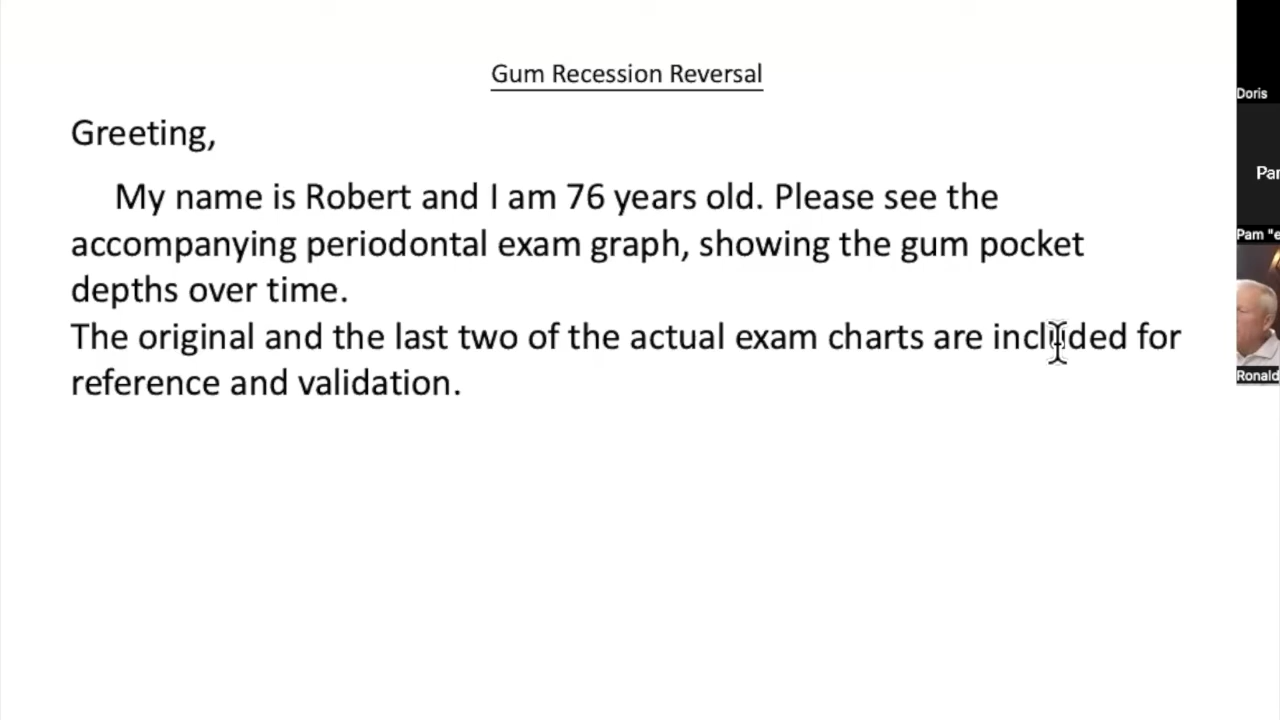 Gum Recession Reversal
Greeting,
My name is Robert and I am 76 years old. Please see the
accompanying periodontal exam graph, showing the gum pocket
depths over time.
The original and the last two of the actual exam charts are included for
reference and validation.
Doris
Pam "e
Ronald